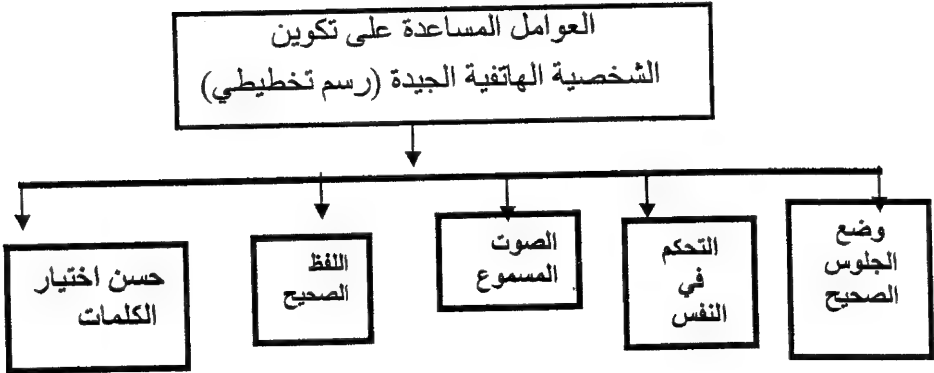 العوامل المساعدة على تكوين
الشخصية الهاتفية الجيدة (رسم تخطيطي)
وضع
الجلوس
الصحيح
التحكم
في
النفس
الصوت
المسموع
اللفظ
الصحيح
حسن اختيار
الكلمات